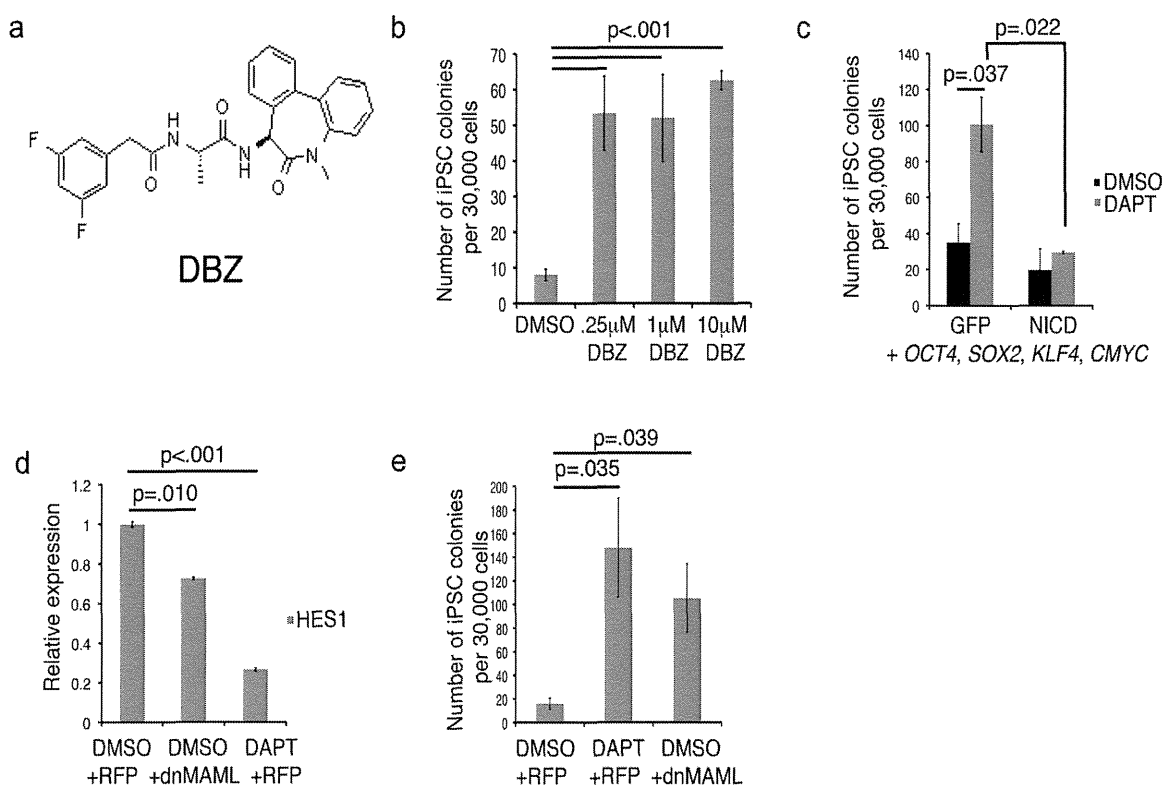 a
F
F
H
N
O
O
N
H
O
N
DBZ
b
p<.001
Number of iPSC colonies
per 30,000 cells
70
60
50
40
30
20
10
0
DMSO .25µM 1µM 10µM
DBZ DBZ DBZ
c
p=.022
p=.037
Number of iPSC colonies
per 30,000 cells
140
120
100
80
60
40
20
0
DMSO
DAPT
GFP NICD
+ OCT4, SOX2, KLF4, CMYC
d
p<.001
p=.010
Relative expression
1.2
1
0.8
0.6
0.4
0.2
0
HES1
DMSO DMSO DAPT
+RFP +dnMAML +RFP
e
p=.039
p=.035
Number of iPSC colonies
per 30,000 cells
200
180
160
140
120
100
80
60
40
20
0
DMSO DAPT DMSO
+RFP +RFP +dnMAML